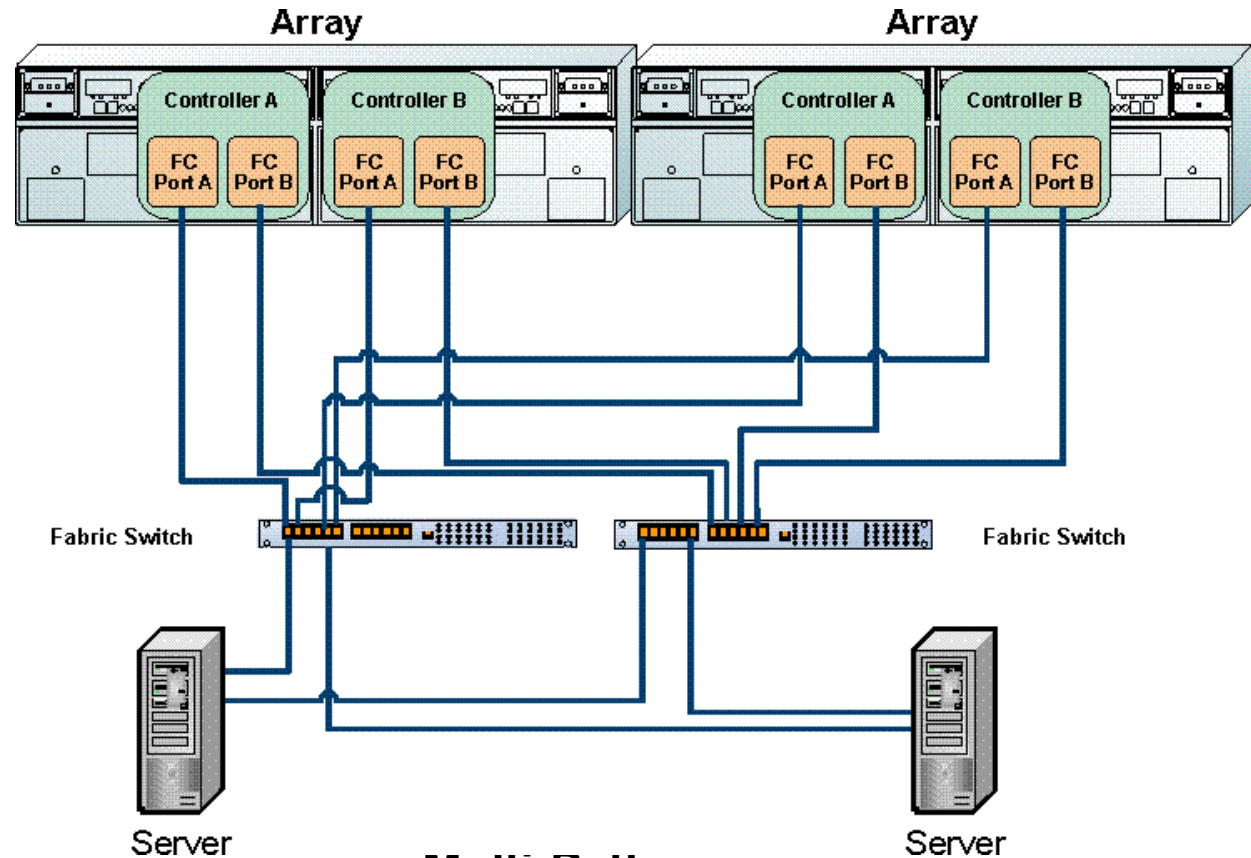 Array
Array
Controller A
Controller B
Controller A
Controller B
FC
Port A
FC
Port B
FC
Port A
FC
Port B
FC
Port A
FC
Port B
FC
Port A
FC
Port B
Fabric Switch
Fabric Switch
Server
Server